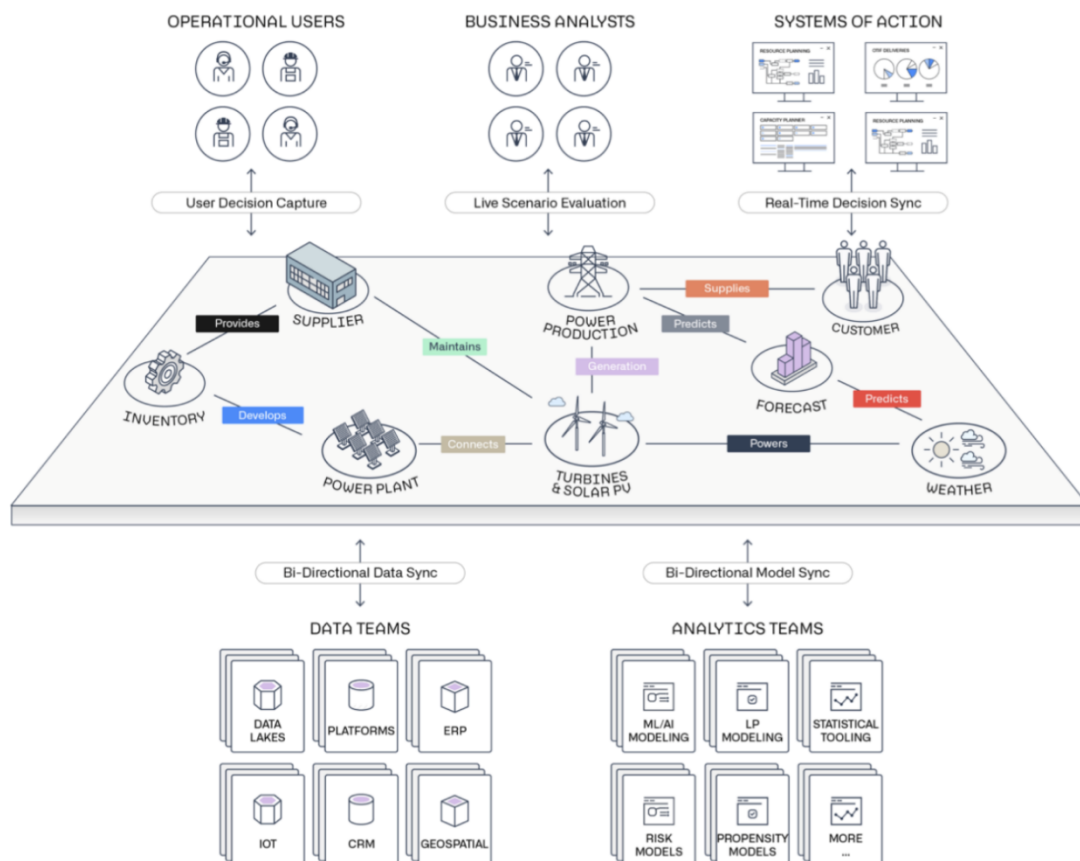 OPERATIONAL USERS
BUSINESS ANALYSTS
SYSTEMS OF ACTION
RESOURCE PLANNING
CAPACITY PLANNER
RESOURCE PLANNING
User Decision Capture
Live Scenario Evaluation
Real-Time Decision Sync
SUPPLIER
POWER
PRODUCTION
CUSTOMER
Supplies
Provides
Predicts
Maintains
Generation
INVENTORY
FORECAST
Predicts
Develops
Connects
Powers
POWER PLANT
TURBINES
& SOLAR PV
WEATHER
Bi-Directional Data Sync
Bi-Directional Model Sync
DATA TEAMS
ANALYTICS TEAMS
DATA
LAKES
PLATFORMS
ERP
ML/AI
MODELING
LP
MODELING
STATISTICAL
TOOLING
IOT
CRM
GEOSPATIAL
RISK
MODELS
PROPENSITY
MODELS
MORE
...